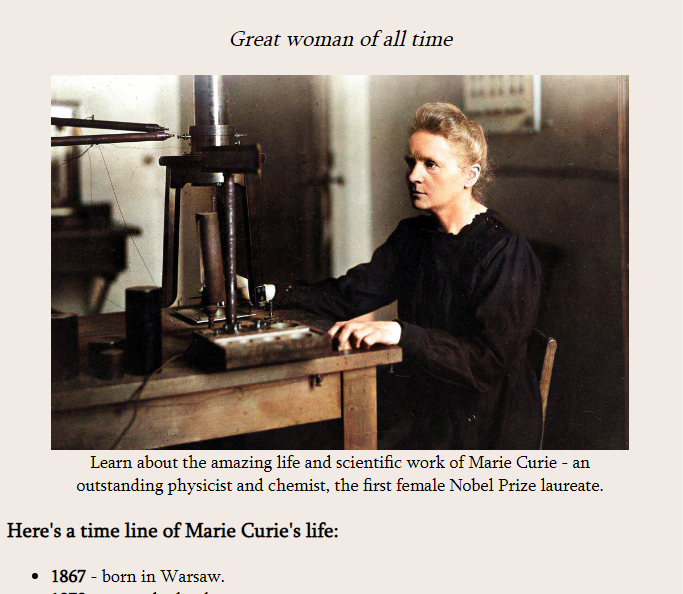 Great woman of all time
Learn about the amazing life and scientific work of Marie Curie - an
outstanding physicist and chemist, the first female Nobel Prize laureate.
Here's a time line of Marie Curie's life:
• 1867 - born in Warsaw.